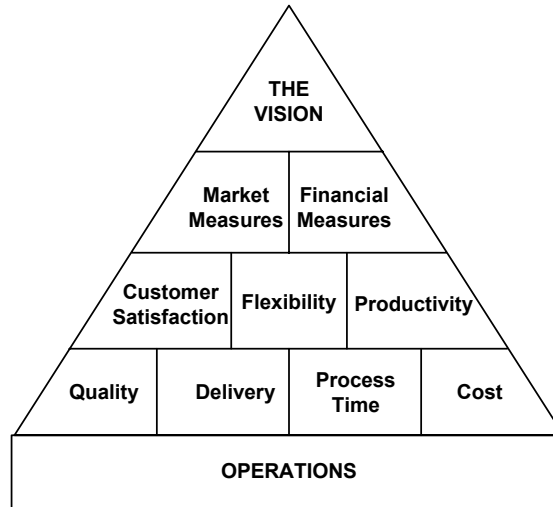 THE
VISION
Market Financial
Measures Measures
Customer
Satisfaction Flexibility Productivity
Quality Delivery Process
Time Cost
OPERATIONS